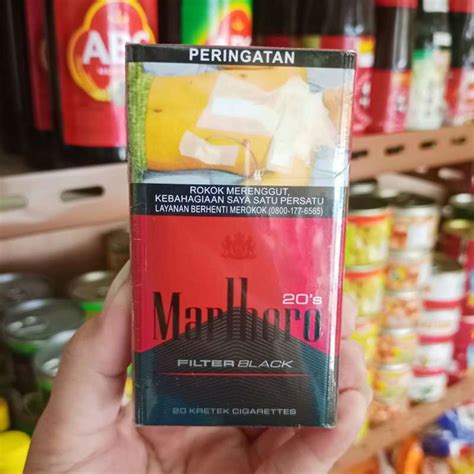 ABC
PERINGATAN
ROKOK MERENGGUT,
KEBAHAGIAAN SAYA SATU PERSATU
LAYANAN BERHENTI MEROKOK (0800-177-6565)
20's
Marlboro
FILTER BLACK
20 KRETEK CIGARETTES